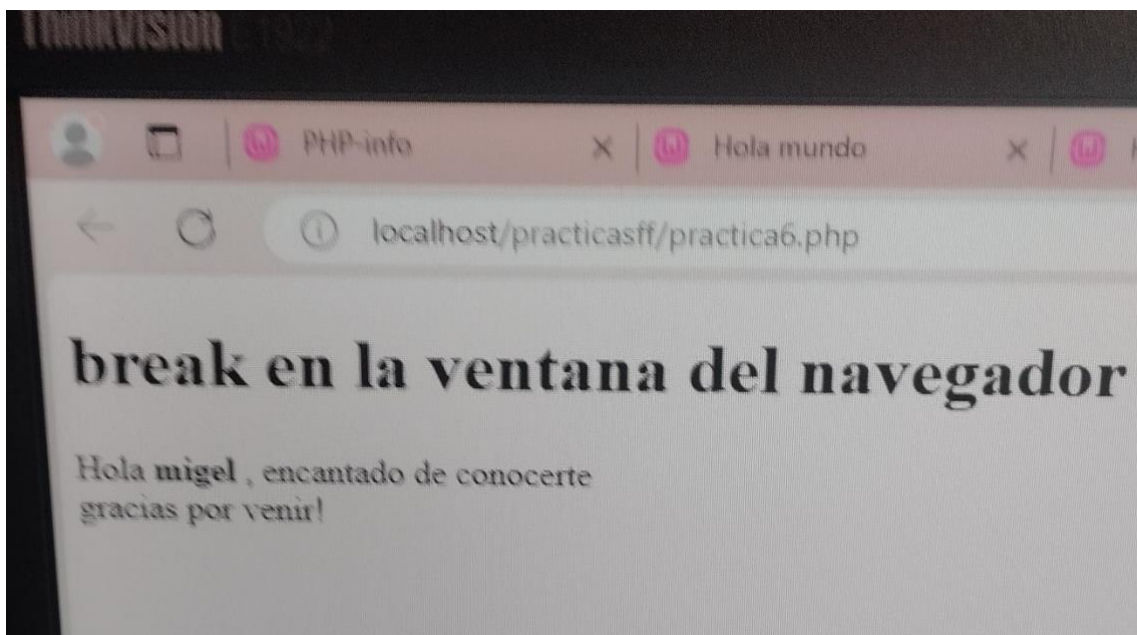 ThinkVision
PHP-info
Hola mundo
localhost/practicasff/practica6.php
break en la ventana del navegador
Hola migel , encantado de conocerte
gracias por venir!